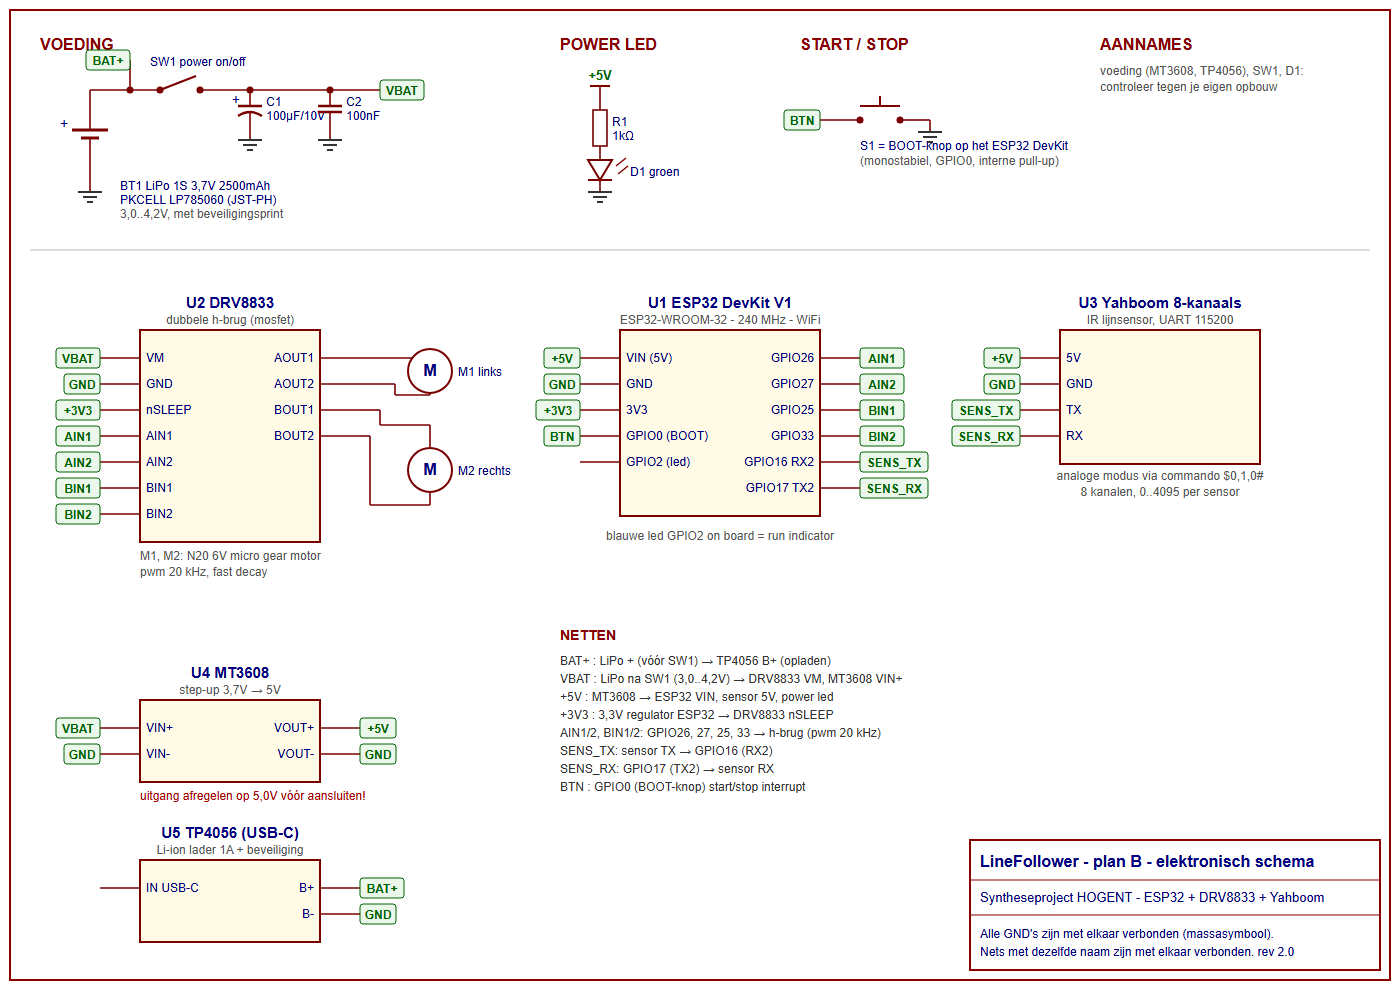 VOEDING
BAT+
SW1 power on/off
VBAT
+
C1
100µF/10V
C2
100nF
+
BT1 LiPo 1S 3,7V 2500mAh
PKCELL LP785060 (JST-PH)
3,0..4,2V, met beveiligingsprint
POWER LED
+5V
R1
1kΩ
D1 groen
START / STOP
BTN
S1 = BOOT-knop op het ESP32 DevKit
(monostabiel, GPIO0, interne pull-up)
AANNAMES
voeding (MT3608, TP4056), SW1, D1:
controleer tegen je eigen opbouw
U2 DRV8833
dubbele h-brug (mosfet)
VBAT VM AOUT1
GND GND AOUT2
+3V3 nSLEEP BOUT1
AIN1 AIN1 BOUT2
AIN2 AIN2
BIN1 BIN1
BIN2 BIN2
M M1 links
M M2 rechts
M1, M2: N20 6V micro gear motor
pwm 20 kHz, fast decay
U1 ESP32 DevKit V1
ESP32-WROOM-32 - 240 MHz - WiFi
+5V VIN (5V) GPIO26 AIN1
GND GND GPIO27 AIN2
+3V3 3V3 GPIO25 BIN1
BTN GPIO0 (BOOT) GPIO33 BIN2
GPIO2 (led) GPIO16 RX2 SENS_TX
GPIO17 TX2 SENS_RX
blauwe led GPIO2 on board = run indicator
U3 Yahboom 8-kanaals
IR lijnsensor, UART 115200
+5V 5V
GND GND
SENS_TX TX
SENS_RX RX
analoge modus via commando $0,1,0#
8 kanalen, 0..4095 per sensor
U4 MT3608
step-up 3,7V → 5V
VBAT VIN+ VOUT+ +5V
GND VIN- VOUT- GND
uitgang afregelen op 5,0V vóór aansluiten!
U5 TP4056 (USB-C)
Li-ion lader 1A + beveiliging
IN USB-C B+ BAT+
B- GND
NETTEN
BAT+ : LiPo + (vóór SW1) → TP4056 B+ (opladen)
VBAT : LiPo na SW1 (3,0..4,2V) → DRV8833 VM, MT3608 VIN+
+5V : MT3608 → ESP32 VIN, sensor 5V, power led
+3V3 : 3,3V regulator ESP32 → DRV8833 nSLEEP
AIN1/2, BIN1/2: GPIO26, 27, 25, 33 → h-brug (pwm 20 kHz)
SENS_TX: sensor TX → GPIO16 (RX2)
SENS_RX: GPIO17 (TX2) → sensor RX
BTN : GPIO0 (BOOT-knop) start/stop interrupt
LineFollower - plan B - elektronisch schema
Syntheseproject HOGENT - ESP32 + DRV8833 + Yahboom
Alle GND's zijn met elkaar verbonden (massasymbool).
Nets met dezelfde naam zijn met elkaar verbonden. rev 2.0